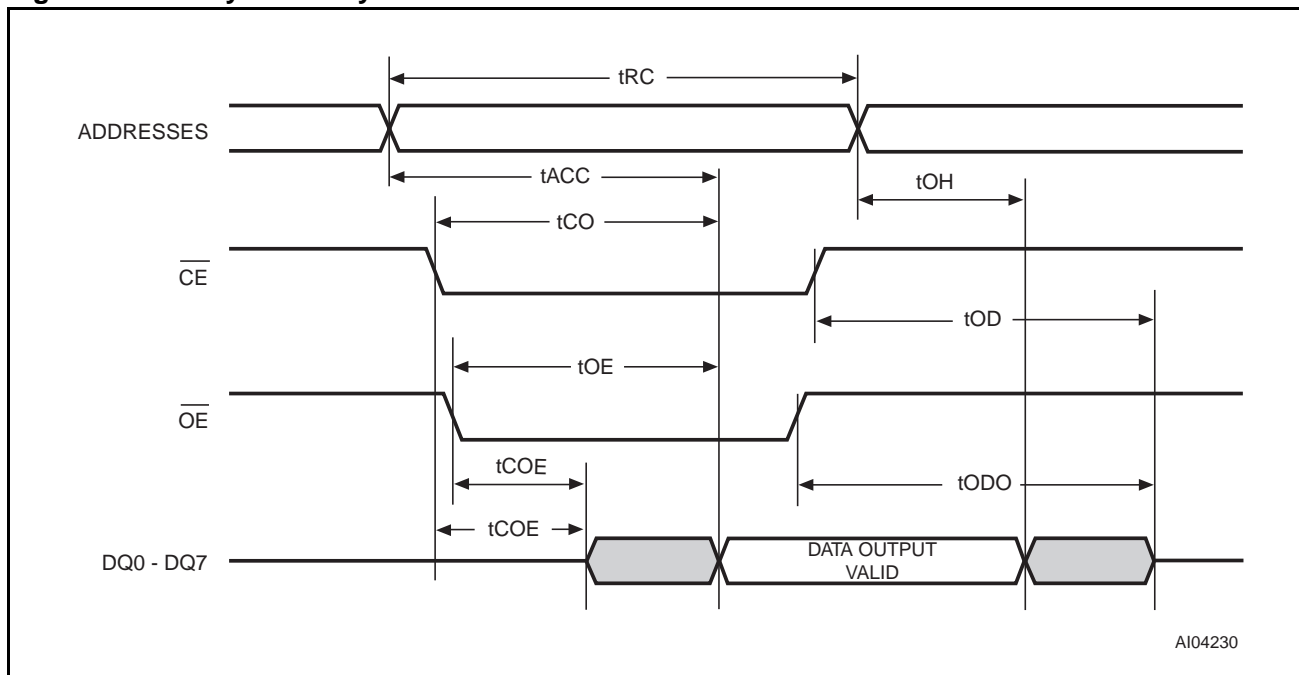 tRC
ADDRESSES
tACC
tOH
tCO
CE
tOD
tOE
OE
tCOE
tODO
tCOE
DQ0 - DQ7
DATA OUTPUT
VALID
AI04230